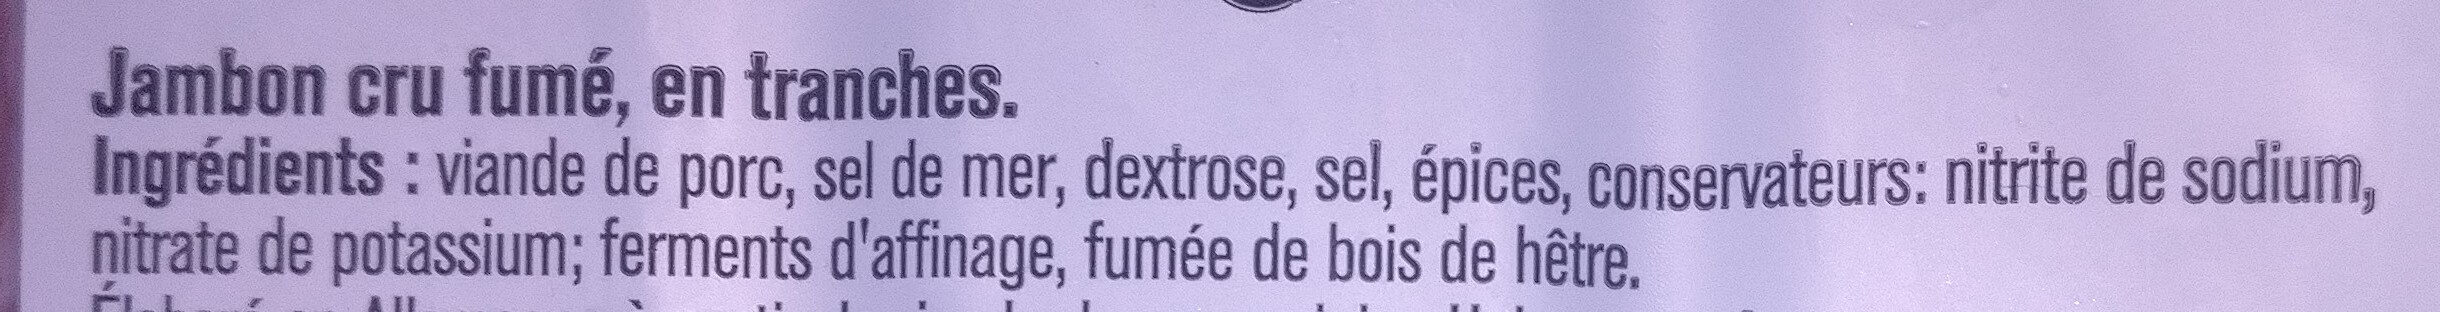 Jambon cru fumé, en tranches.
Ingrédients : viande de porc, sel de mer, dextrose, sel, épices, conservateurs: nitrite de sodium,
nitrate de potassium; ferments d'affinage, fumée de bois de hêtre.